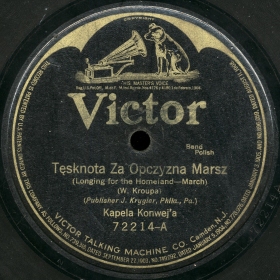 "HIS MASTER'S VOICE"
Victor
Band
Polish
Tęsknota Za Opczyzna Marsz
(Longing for the Homeland—March)
(W. Kroupa)
(Publisher J. Krygier, Phila., Pa.)
Kapela Konwej'a
72214-A
VICTOR TALKING MACHINE CO. Camden, N.J.